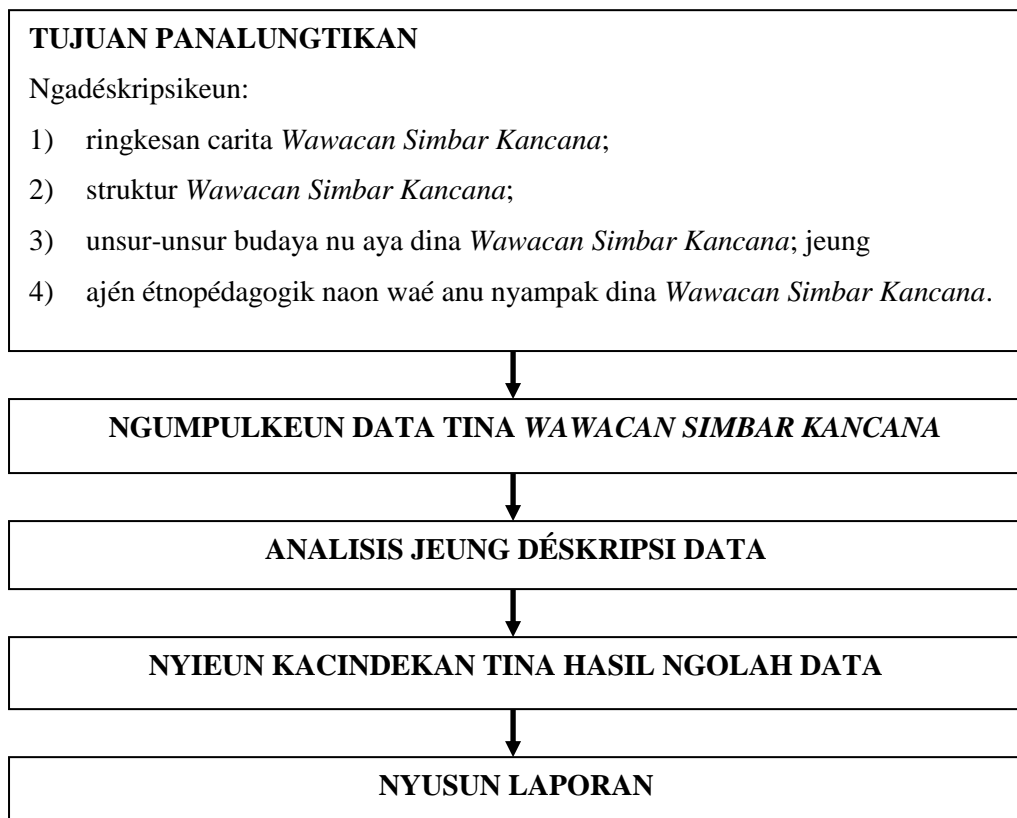 TUJUAN PANALUNGTIKAN
Ngadéskripsikeun:
1) ringkesan carita Wawacan Simbar Kancana;
2) struktur Wawacan Simbar Kancana;
3) unsur-unsur budaya nu aya dina Wawacan Simbar Kancana; jeung
4) ajén étnopédagogik naon waé anu nyampak dina Wawacan Simbar Kancana.
NGUMPULKEUN DATA TINA WAWACAN SIMBAR KANCANA
ANALISIS JEUNG DÉSKRIPSI DATA
NYIEUN KACINDEKAN TINA HASIL NGOLAH DATA
NYUSUN LAPORAN